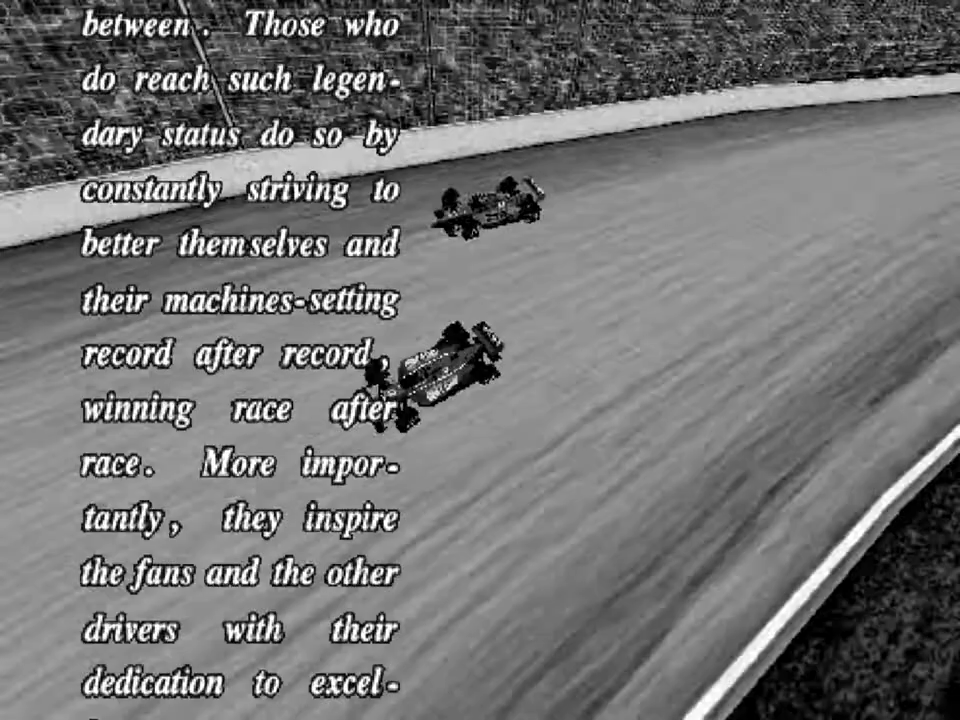 between. Those who
do reach such legen-
dary status do so by
constantly striving to
better themselves and
their machines-setting
record after record,
winning race after
race. More impor-
tantly, they inspire
the fans and the other
drivers with their
dedication to excel-